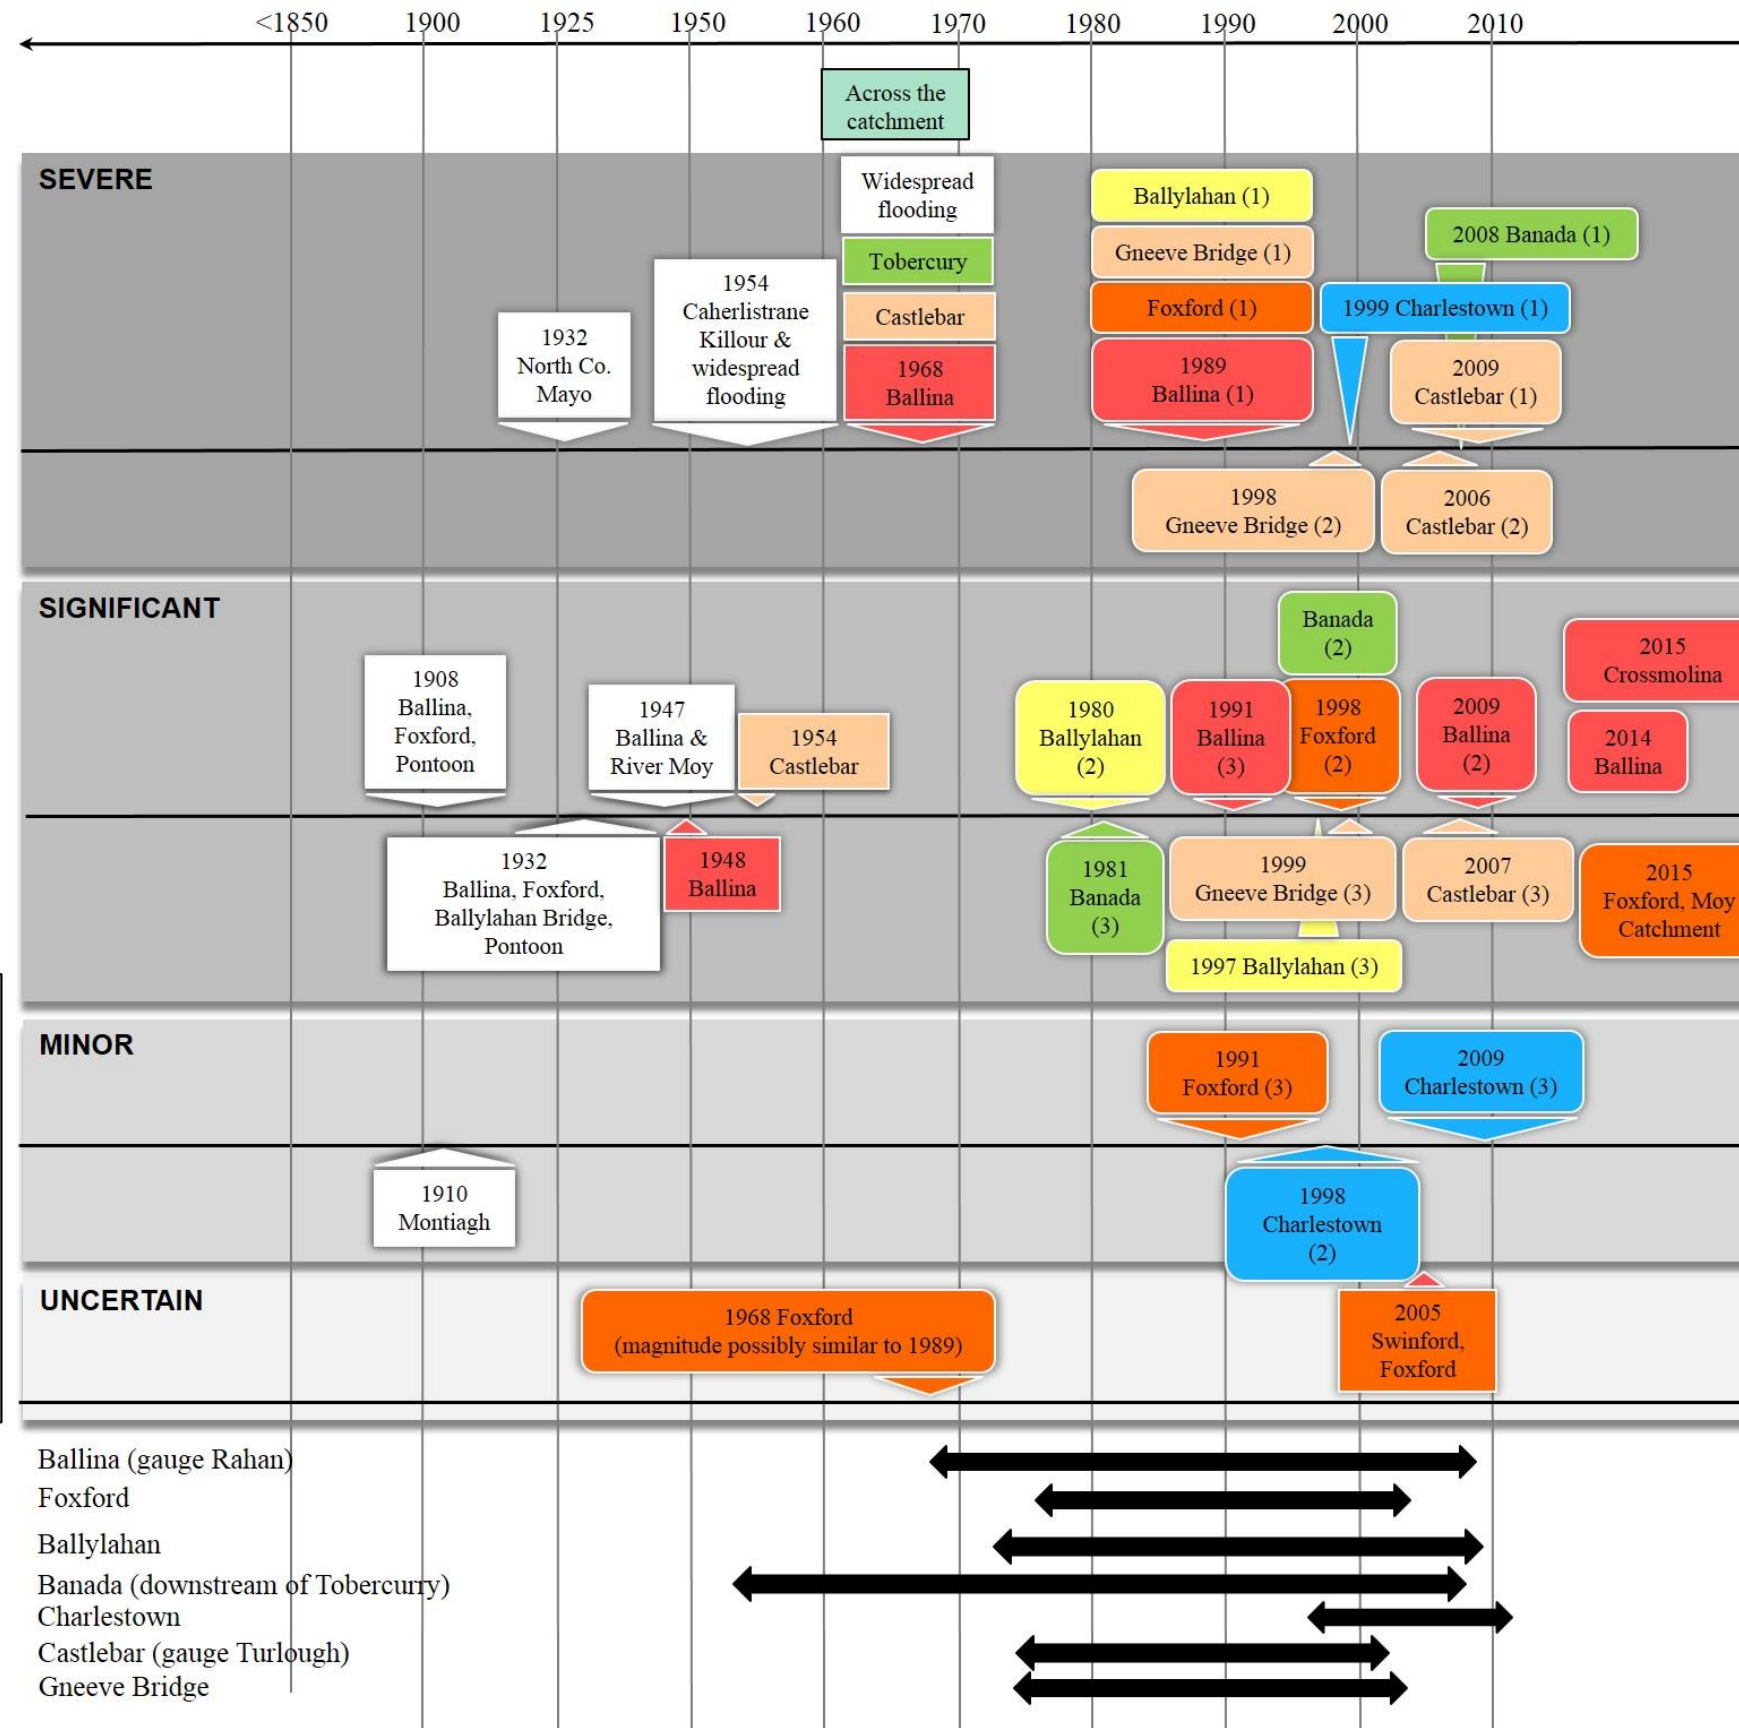 <1850 1900 1925 1950 1960 1970 1980 1990 2000 2010
Across the
catchment
SEVERE
Widespread
flooding
Tobercury
Castlebar
1968
Ballina
1954
Caherlistrane
Killour &
widespread
flooding
1932
North Co.
Mayo
Ballylahan (1)
Gneeve Bridge (1)
Foxford (1)
1989
Ballina (1)
2008 Banada (1)
1999 Charlestown (1)
2009
Castlebar (1)
1998
Gneeve Bridge (2)
2006
Castlebar (2)
SIGNIFICANT
1908
Ballina,
Foxford,
Pontoon
1947
Ballina &
River Moy
1954
Castlebar
1980
Ballylahan
(2)
1991
Ballina
(3)
Banada
(2)
1998
Foxford
(2)
2009
Ballina
(2)
2015
Crossmolina
2014
Ballina
1932
Ballina, Foxford,
Ballylahan Bridge,
Pontoon
1948
Ballina
1981
Banada
(3)
1999
Gneeve Bridge (3)
1997 Ballylahan (3)
2007
Castlebar (3)
2015
Foxford, Moy
Catchment
MINOR
1991
Foxford (3)
2009
Charlestown (3)
1910
Montiagh
1998
Charlestown
(2)
UNCERTAIN
1968 Foxford
(magnitude possibly similar to 1989)
2005
Swinford,
Foxford
Ballina (gauge Rahan)
Foxford
Ballylahan
Banada (downstream of Tobercurry)
Charlestown
Castlebar (gauge Turlough)
Gneeve Bridge